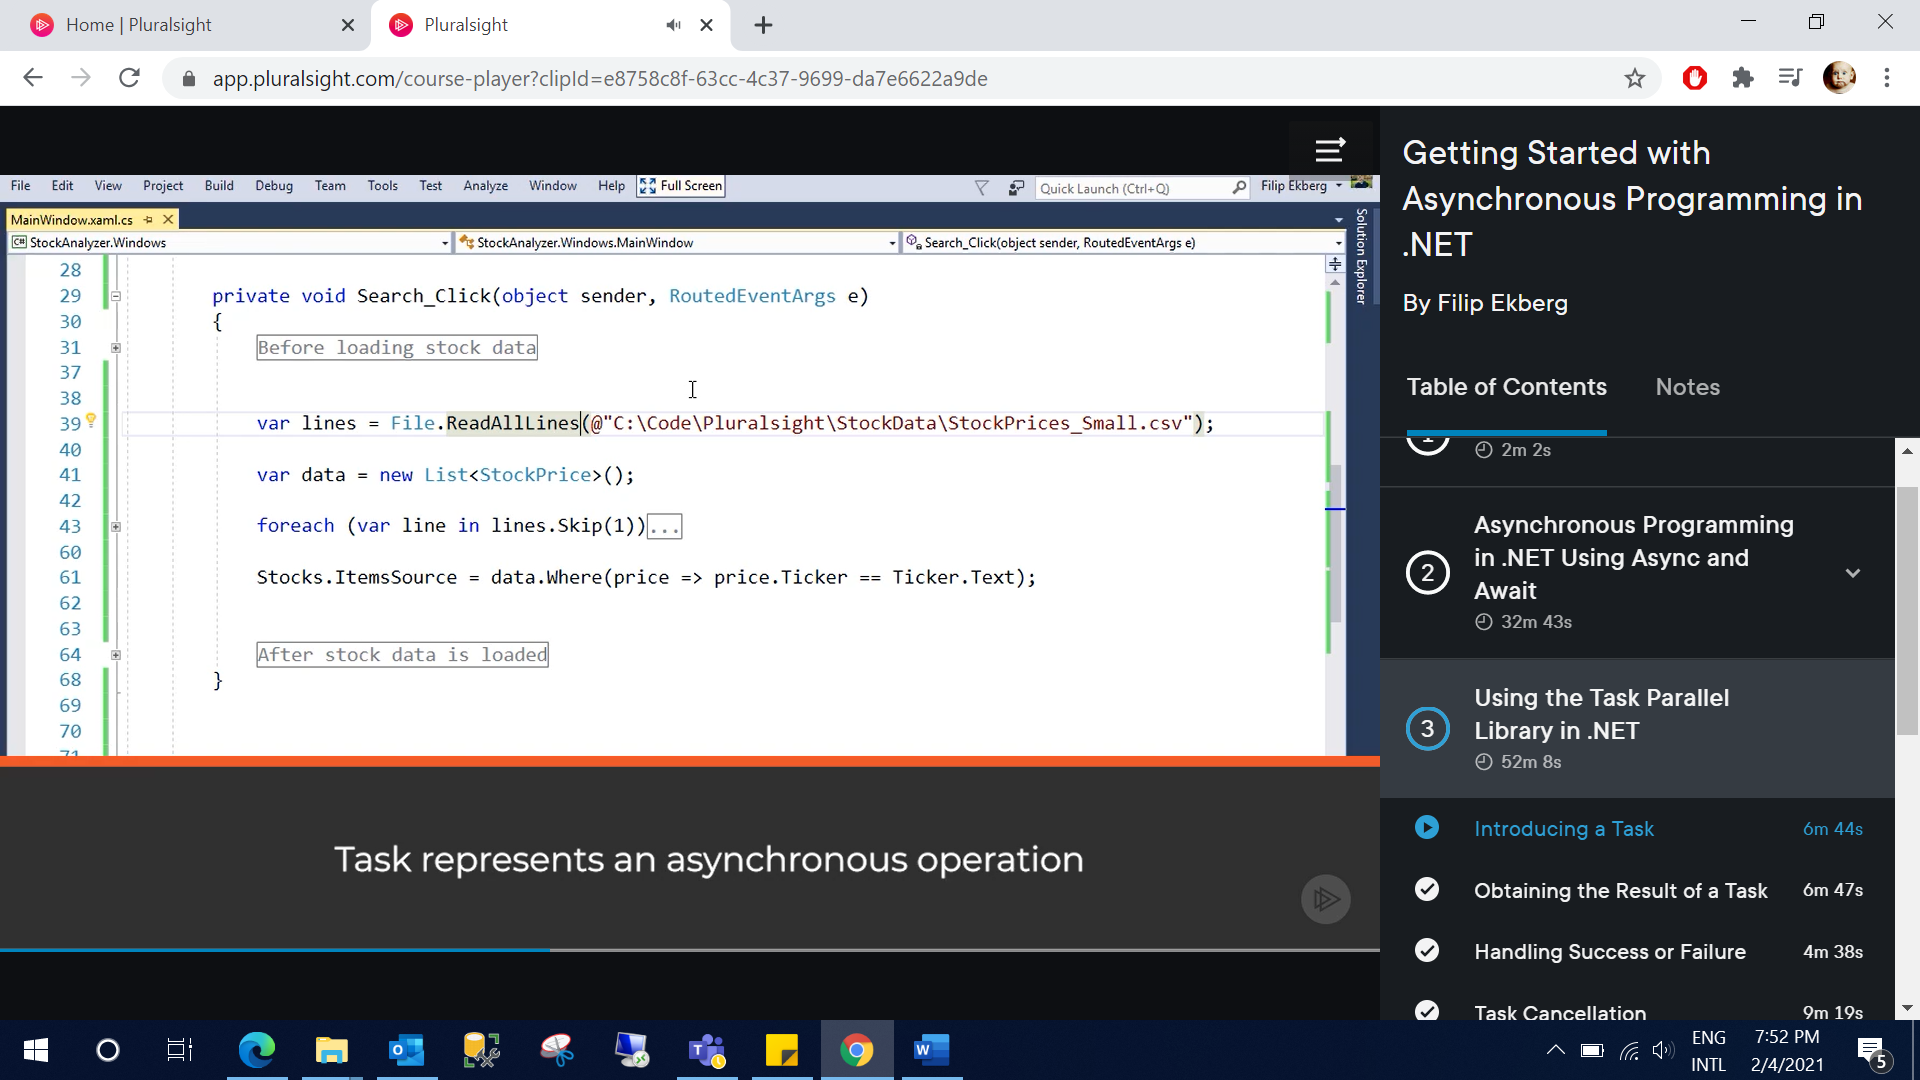 Home | Pluralsight
Pluralsight
app.pluralsight.com/course-player?clipId=e8758c8f-63cc-4c37-9699-da7e6622a9de
File Edit View Project Build Debug Team Tools Test Analyze Window Help Full Screen Quick Launch (Ctrl+Q) Filip Ekberg
MainWindow.xaml.cs
C# StockAnalyzer.Windows StockAnalyzer.Windows.MainWindow Search_Click(object sender, RoutedEventArgs e)
Solution Explorer
28
29 private void Search_Click(object sender, RoutedEventArgs e)
30 {
31 Before loading stock data
37
38
39 var lines = File.ReadAllLines(@"C:\Code\Pluralsight\StockData\StockPrices_Small.csv");
40
41 var data = new List<StockPrice>();
42
43 foreach (var line in lines.Skip(1))...
60
61 Stocks.ItemsSource = data.Where(price => price.Ticker == Ticker.Text);
62
63
64 After stock data is loaded
68 }
69
70
71
Task represents an asynchronous operation
Getting Started with
Asynchronous Programming in
.NET
By Filip Ekberg
Table of Contents Notes
1
2m 2s
2
Asynchronous Programming
in .NET Using Async and
Await
32m 43s
3
Using the Task Parallel
Library in .NET
52m 8s
Introducing a Task 6m 44s
Obtaining the Result of a Task 6m 47s
Handling Success or Failure 4m 38s
Task Cancellation 9m 19s
ENG
INTL
7:52 PM
2/4/2021
5